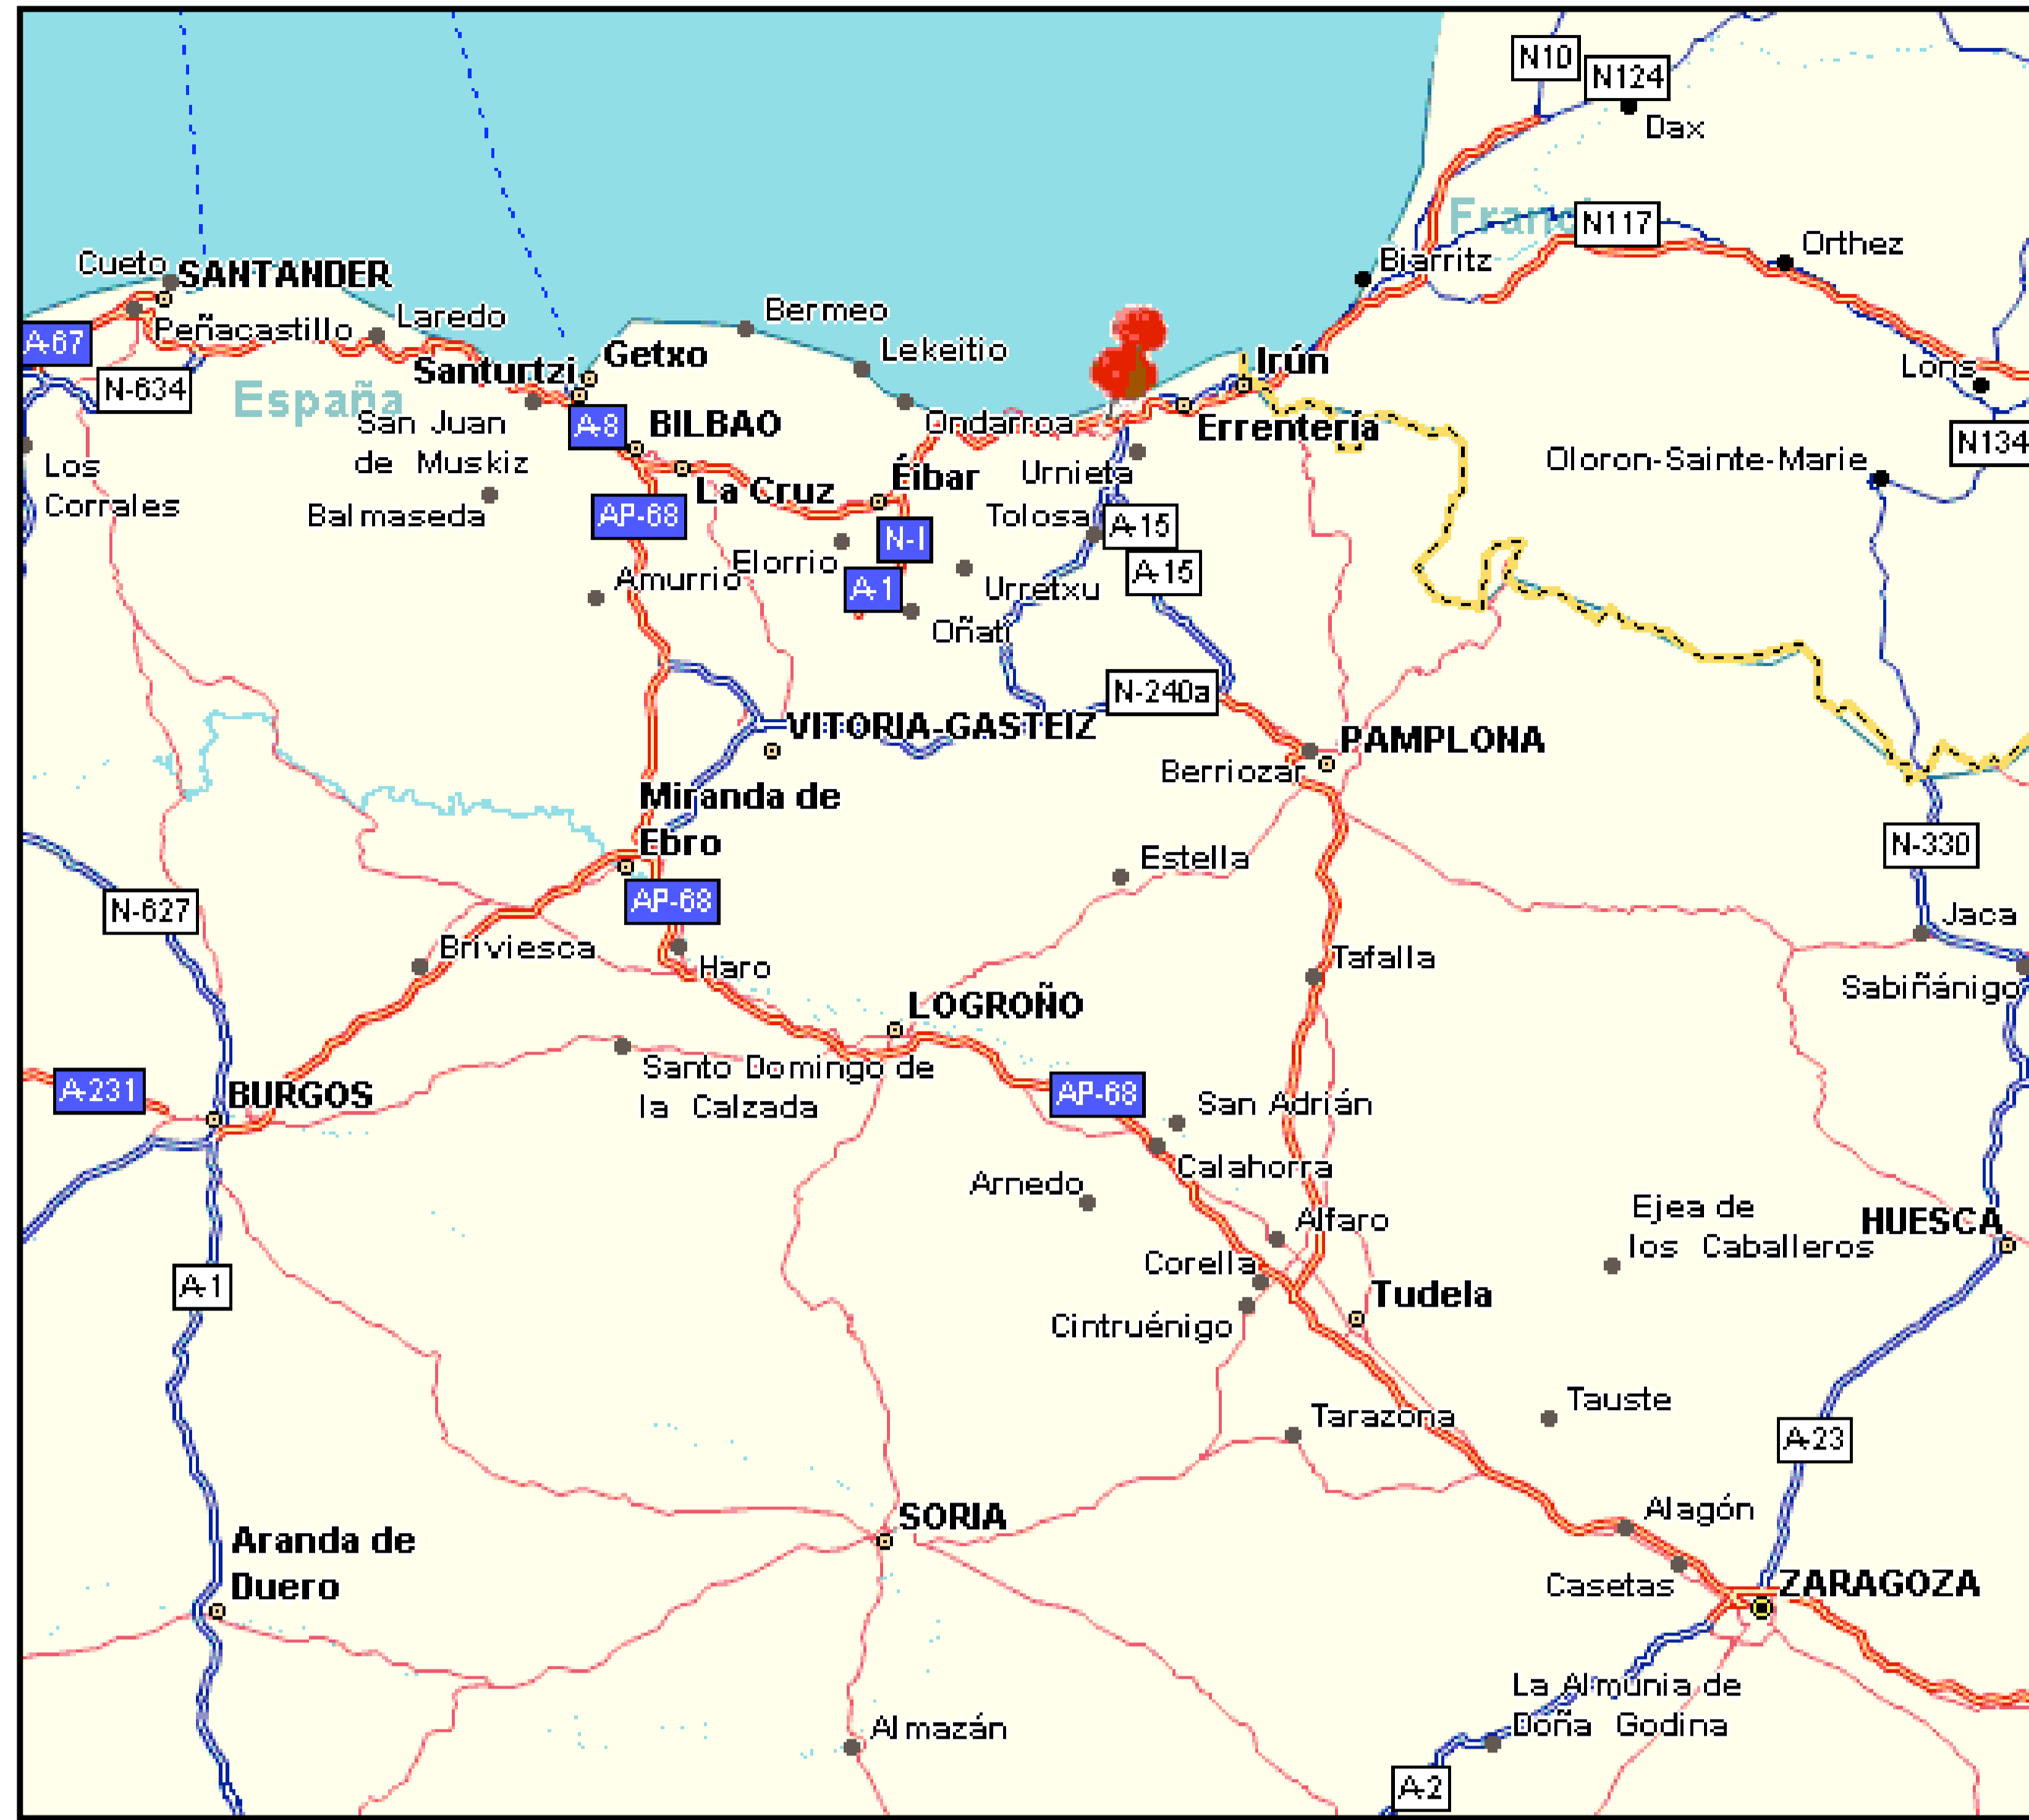 N10
N124
Dax
N117
Orthez
Biarritz
Cueto
SANTANDER
Peñacastillo
Laredo
Bermeo
Lekeitio
A-67
N-634
España
Santurtzi
Getxo
Irún
Lons
San Juan
de Muskiz
A-8
BILBAO
Ondarroa
Errenteria
N134
Los
Corrales
Balmaseda
AP-68
La Cruz
Éibar
Urnieta
Tolosa
A-15
Oloron-Sainte-Marie
N-I
Elorrio
A-15
Amurrio
A-1
Urretxu
Oñati
N-240a
VITORIA-GASTEIZ
PAMPLONA
Berriozar
Miranda de
Ebro
Estella
N-330
AP-68
N-627
Briviesca
Haro
Jaca
Tafalla
Sabiñánigo
LOGROÑO
Santo Domingo de
la Calzada
A-231
BURGOS
AP-68
San Adrián
Calahorra
Arnedo
Alfaro
Ejea de
los Caballeros
HUESCA
Corella
A-1
Tudela
Cintruénigo
Tauste
Tarazona
A-23
SORIA
Alagón
Aranda de
Duero
Casetas
ZARAGOZA
La Almunia de
Doña Godina
Almazán
A-2